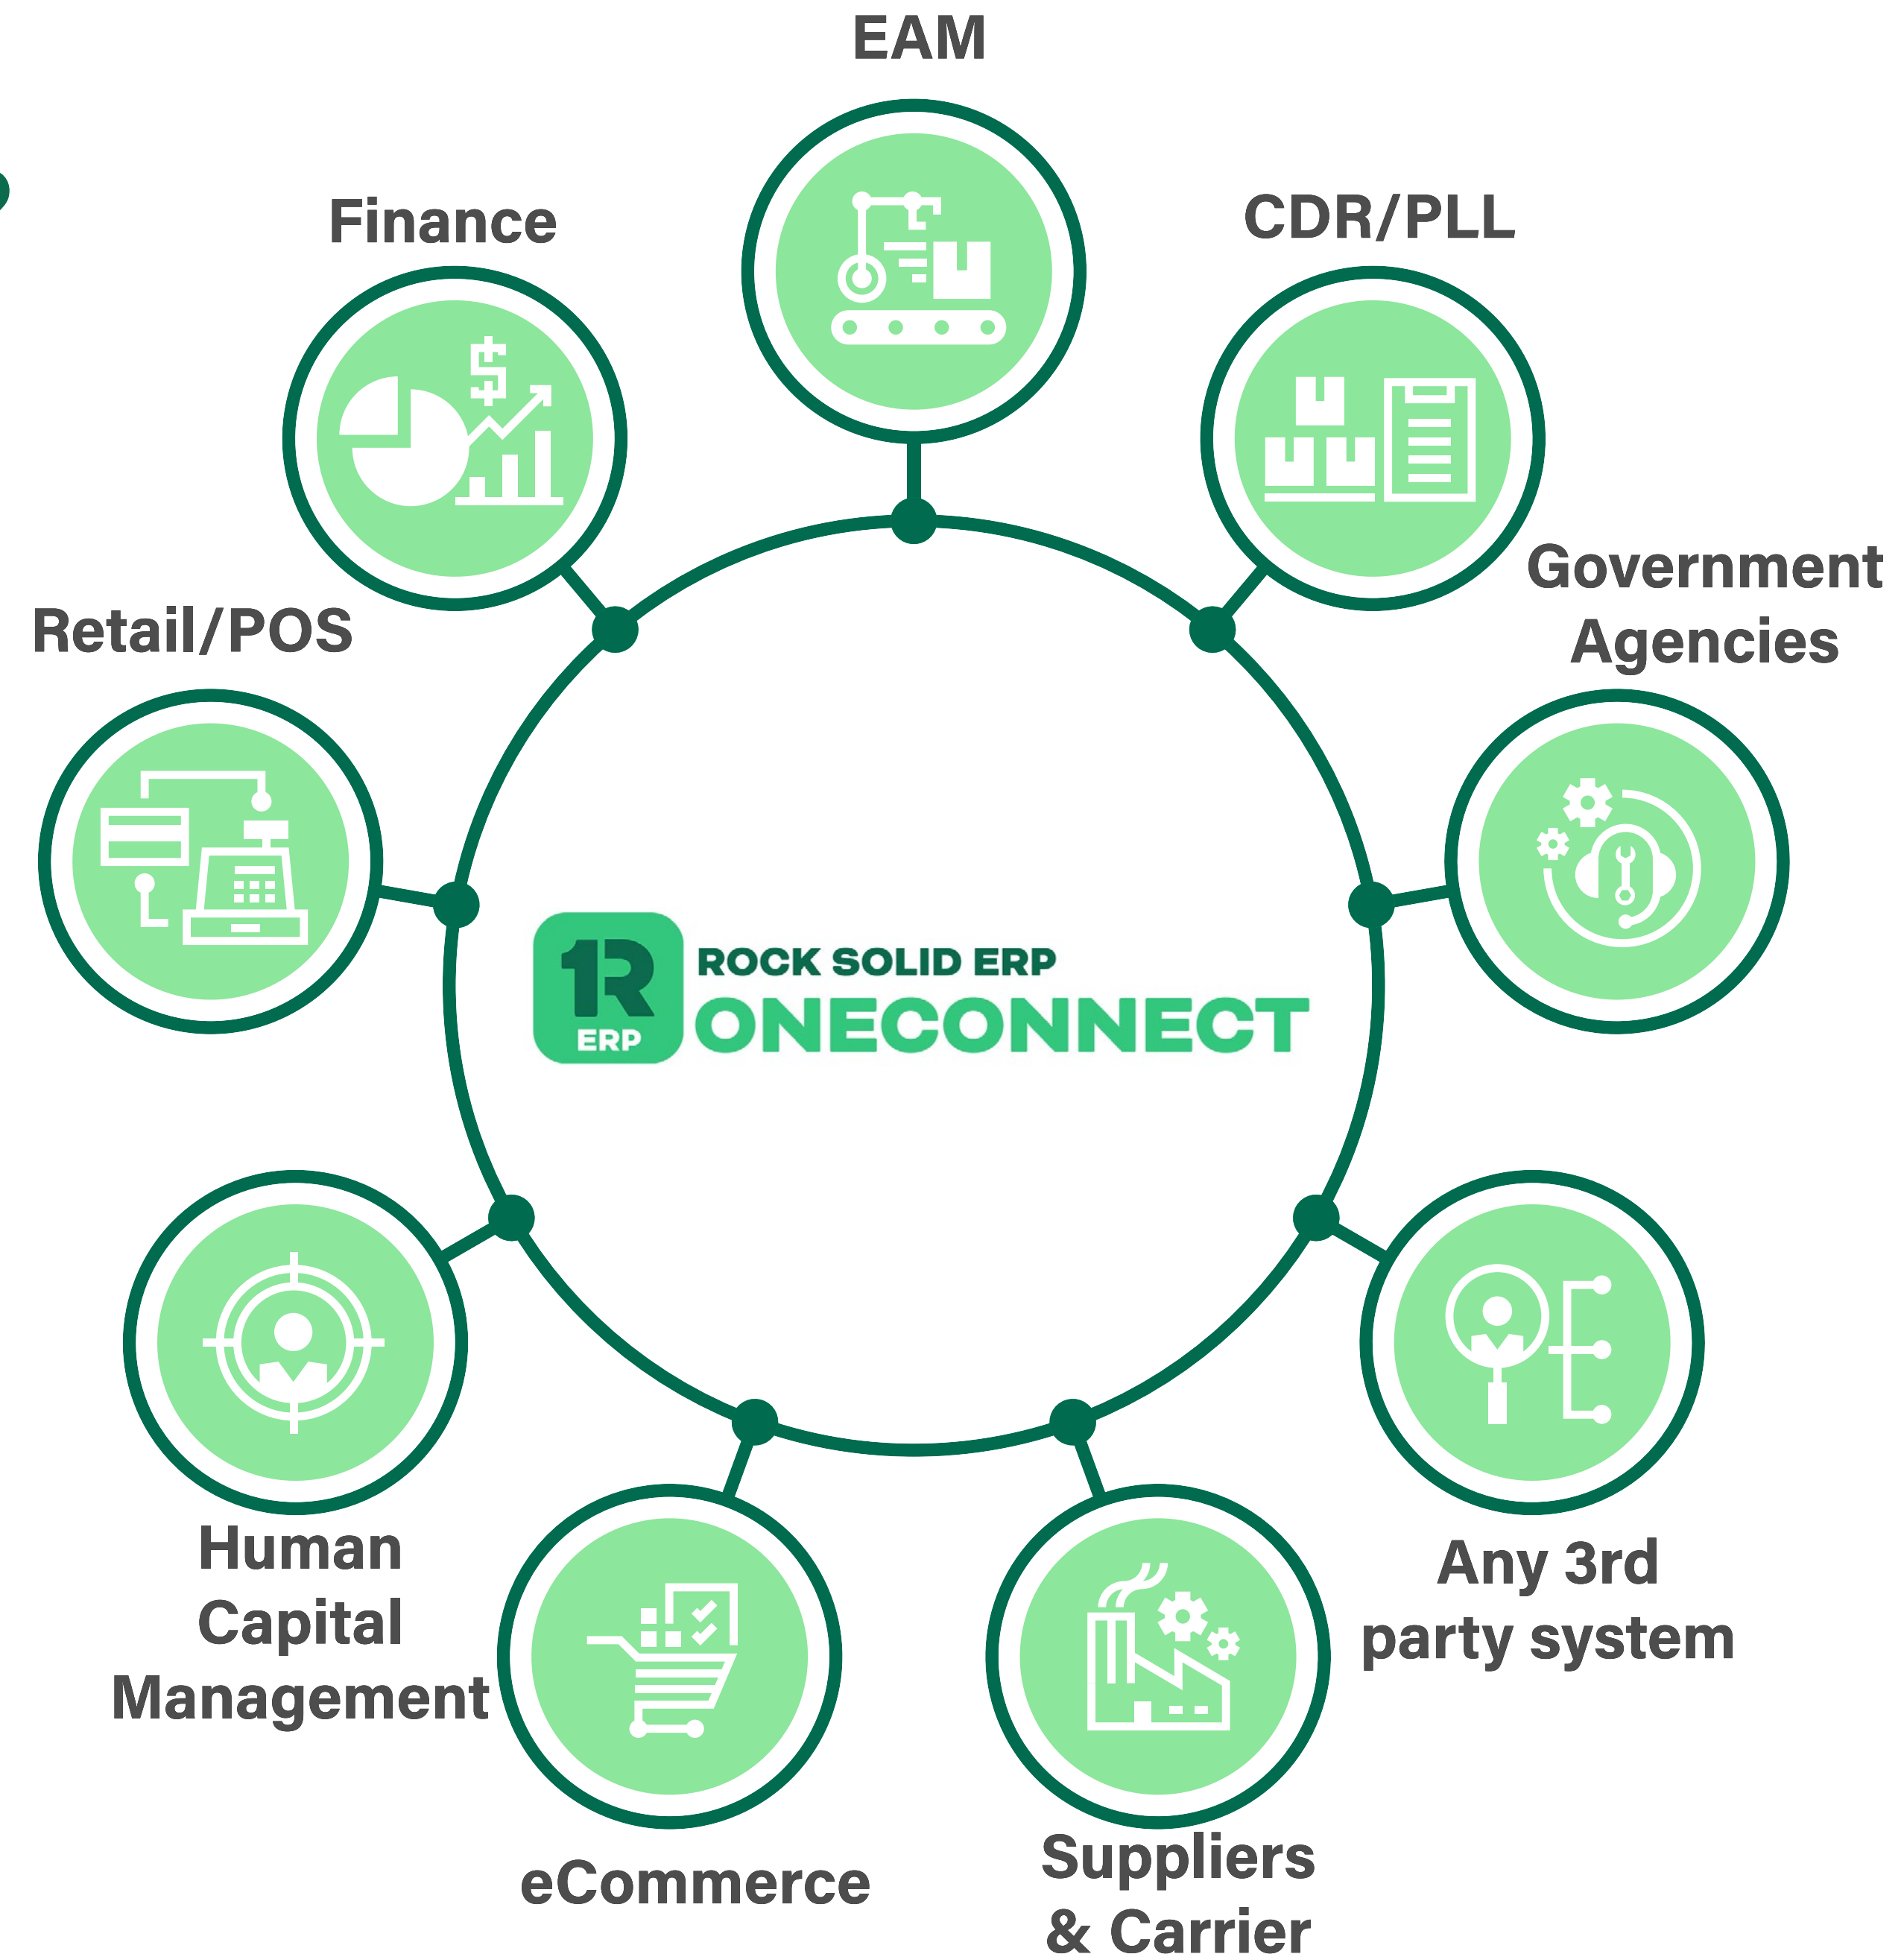 EAM
Finance
CDR/PLL
Government
Agencies
Retail/POS
1R
ERP
ROCK SOLID ERP
ONECONNECT
Human
Capital
Management
Any 3rd
party system
eCommerce
Suppliers
& Carrier